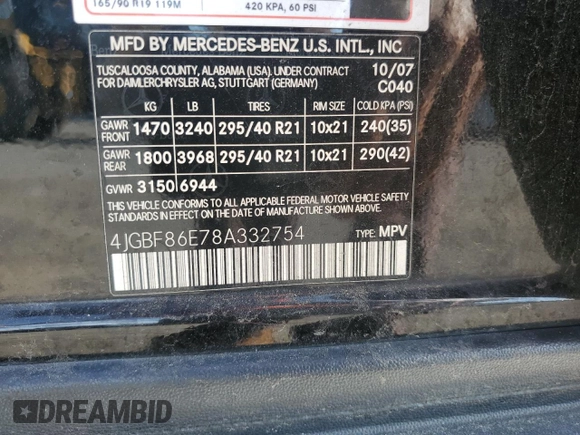 165/90 R19 119M 420 KPA, 60 PSI
MFD BY MERCEDES-BENZ U.S. INTL., INC
TUSCALOOSA COUNTY, ALABAMA (USA). UNDER CONTRACT 10/07
FOR DAIMLERCHRYSLER AG, STUTTGART (GERMANY) C040
KG LB TIRES RIM SIZE COLD KPA (PSI)
GAWR FRONT 1470 3240 295/40 R21 10x21 240(35)
GAWR REAR 1800 3968 295/40 R21 10x21 290(42)
GVWR 3150 6944
THIS VEHICLE CONFORMS TO ALL APPLICABLE FEDERAL MOTOR VEHICLE SAFETY
STANDARDS IN EFFECT ON THE DATE OF MANUFACTURE SHOWN ABOVE.
4JGBF86E78A332754 TYPE: MPV
DREAMBID